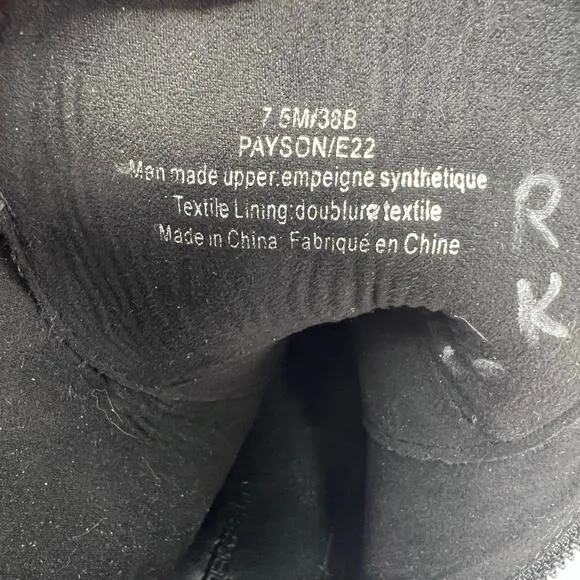 7.5M/38B
PAYSON/E22
Man made upper:empeigne synthétique
Textile Lining:doublure textile
Made in China: Fabriqué en Chine
R
K